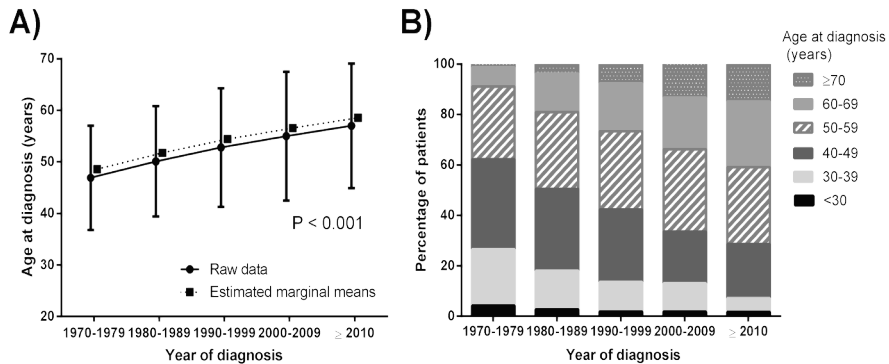 A)
70
60
50
40
30
20
Age at diagnosis (years)
P < 0.001
Raw data
Estimated marginal means
1970-1979 1980-1989 1990-1999 2000-2009 ≥ 2010
Year of diagnosis
B)
100
80
60
40
20
0
Percentage of patients
1970-1979 1980-1989 1990-1999 2000-2009 ≥ 2010
Year of diagnosis
Age at diagnosis
(years)
≥70
60-69
50-59
40-49
30-39
<30